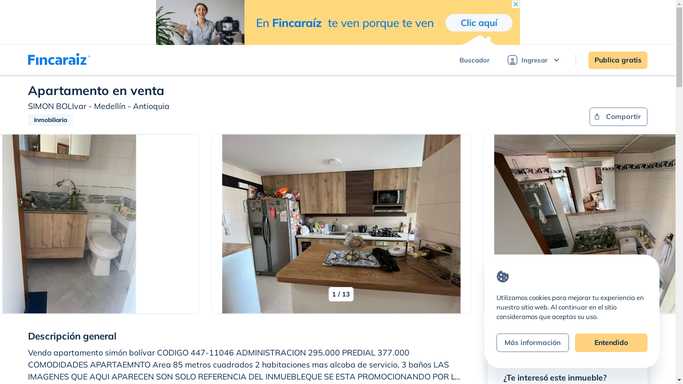 En Fincaraíz te ven porque te ven
Clic aquí
Fincaraiz
Buscador
Ingresar
Publica gratis
Apartamento en venta
SIMON BOLIvar - Medellín - Antioquia
Inmobiliaria
Compartir
1 / 13
Utilizamos cookies para mejorar tu experiencia en
nuestro sitio web. Al continuar en el sitio
consideramos que aceptas su uso.
Más información
Entendido
Descripción general
Vendo apartamento simón bolívar CODIGO 447-11046 ADMINISTRACION 295.000 PREDIAL 377.000
COMODIDADES APARTAEMNTO Area 85 metros cuadrados 2 habitaciones mas alcoba de servicio, 3 baños LAS
IMAGENES QUE AQUI APARECEN SON SOLO REFERENCIA DEL INMUEBLEQUE SE ESTA PROMOCIONANDO POR L...
¿Te interesó este inmueble?